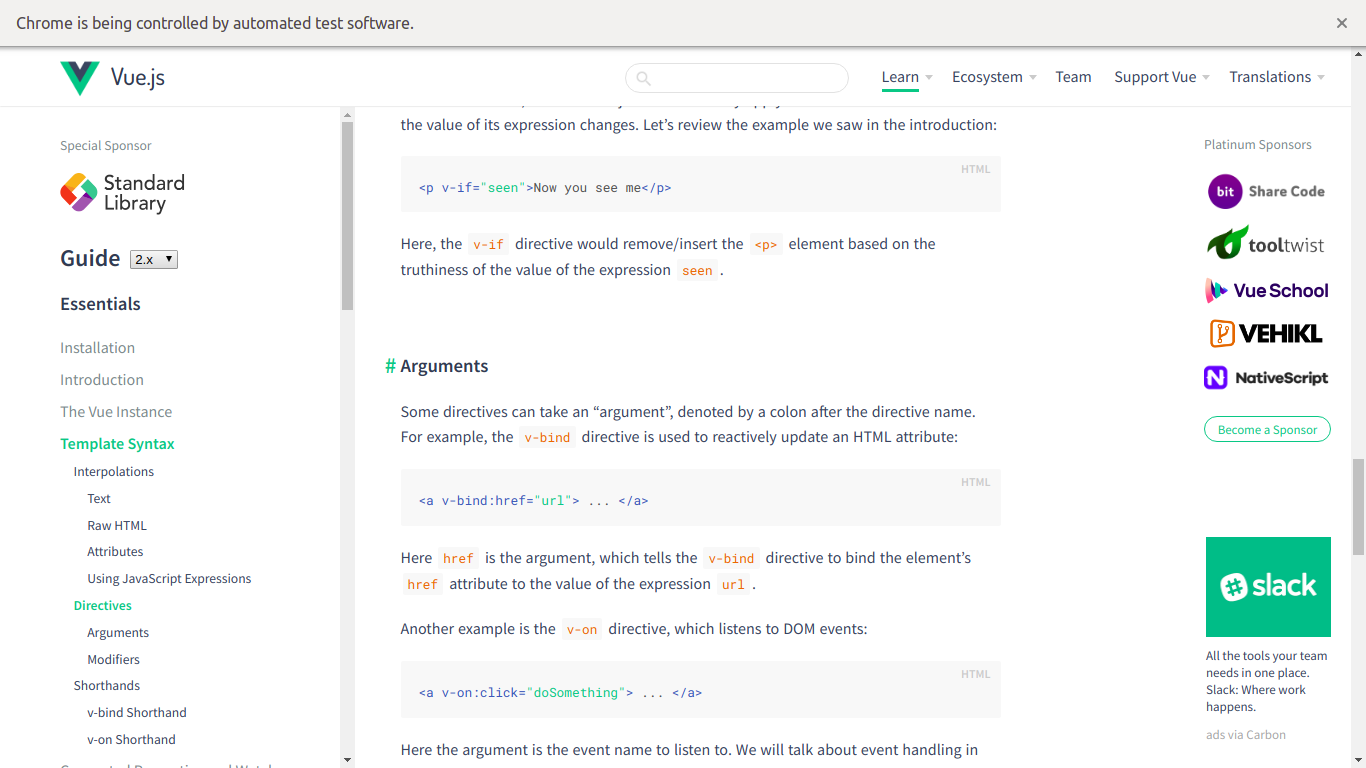 Chrome is being controlled by automated test software.
Vue.js
Learn
Ecosystem
Team
Support Vue
Translations
Special Sponsor
Standard
Library
Guide 2.x
Essentials
Installation
Introduction
The Vue Instance
Template Syntax
Interpolations
Text
Raw HTML
Attributes
Using JavaScript Expressions
Directives
Arguments
Modifiers
Shorthands
v-bind Shorthand
v-on Shorthand
the value of its expression changes. Let’s review the example we saw in the introduction:
HTML
<p v-if="seen">Now you see me</p>
Here, the v-if directive would remove/insert the <p> element based on the
truthiness of the value of the expression seen .
# Arguments
Some directives can take an “argument”, denoted by a colon after the directive name.
For example, the v-bind directive is used to reactively update an HTML attribute:
HTML
<a v-bind:href="url"> ... </a>
Here href is the argument, which tells the v-bind directive to bind the element’s
href attribute to the value of the expression url .
Another example is the v-on directive, which listens to DOM events:
HTML
<a v-on:click="doSomething"> ... </a>
Here the argument is the event name to listen to. We will talk about event handling in
Platinum Sponsors
bit Share Code
tooltwist
Vue School
VEHIKL
N NativeScript
Become a Sponsor
slack
All the tools your team
needs in one place.
Slack: Where work
happens.
ads via Carbon